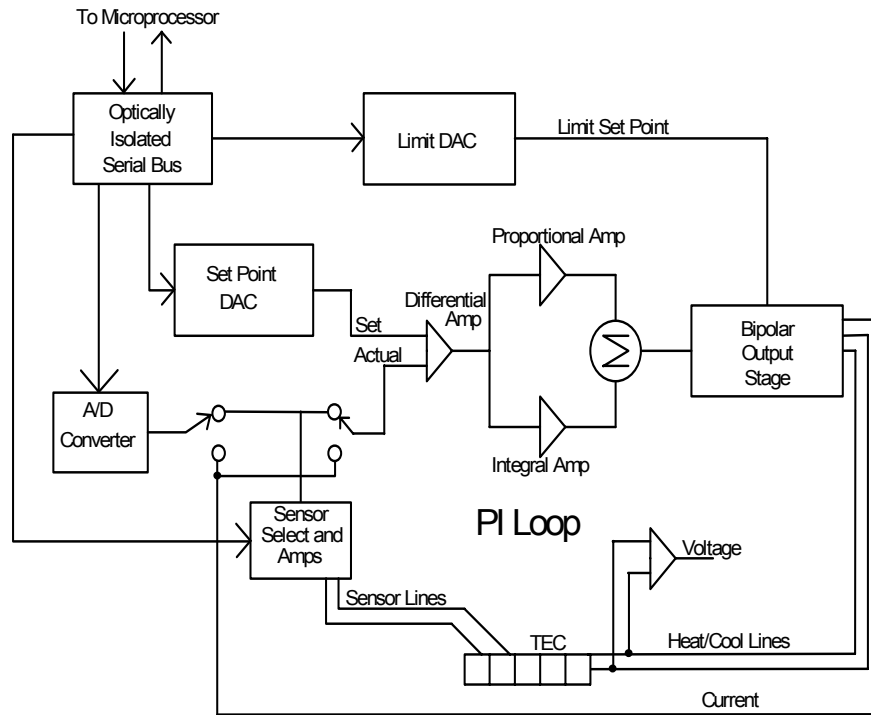 To Microprocessor
Optically
Isolated
Serial Bus
Limit DAC
Limit Set Point
Proportional Amp
Set Point
DAC
Differential
Amp
Set
Actual
Σ
Bipolar
Output
Stage
A/D
Converter
Integral Amp
Sensor
Select and
Amps
PI Loop
Voltage
Sensor Lines
TEC
Heat/Cool Lines
Current